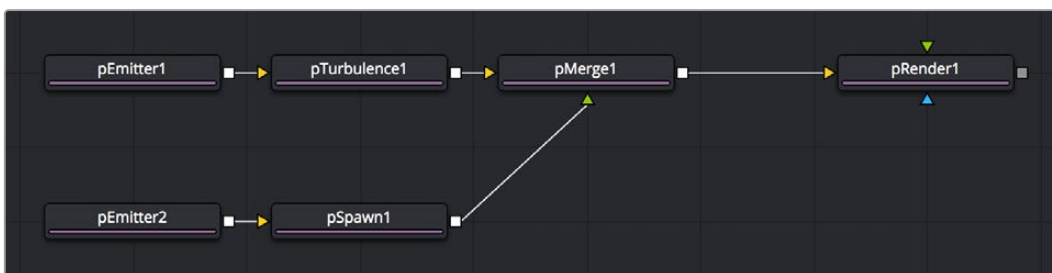 pEmitter1
pTurbulence1
pMerge1
pRender1
pEmitter2
pSpawn1